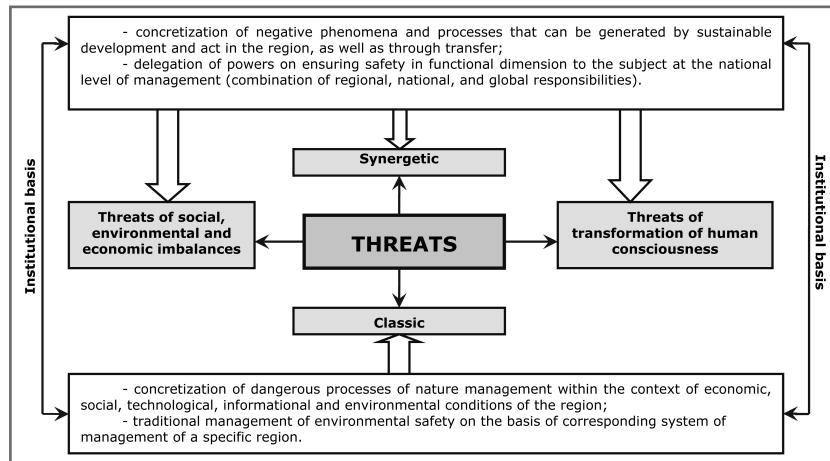 - concretization of negative phenomena and processes that can be generated by sustainable
development and act in the region, as well as through transfer;
- delegation of powers on ensuring safety in functional dimension to the subject at the national
level of management (combination of regional, national, and global responsibilities).
Institutional basis
Synergetic
Threats of social,
environmental and
economic imbalances
THREATS
Threats of
transformation of human
consciousness
Institutional basis
Classic
- concretization of dangerous processes of nature management within the context of economic,
social, technological, informational and environmental conditions of the region;
- traditional management of environmental safety on the basis of corresponding system of
management of a specific region.